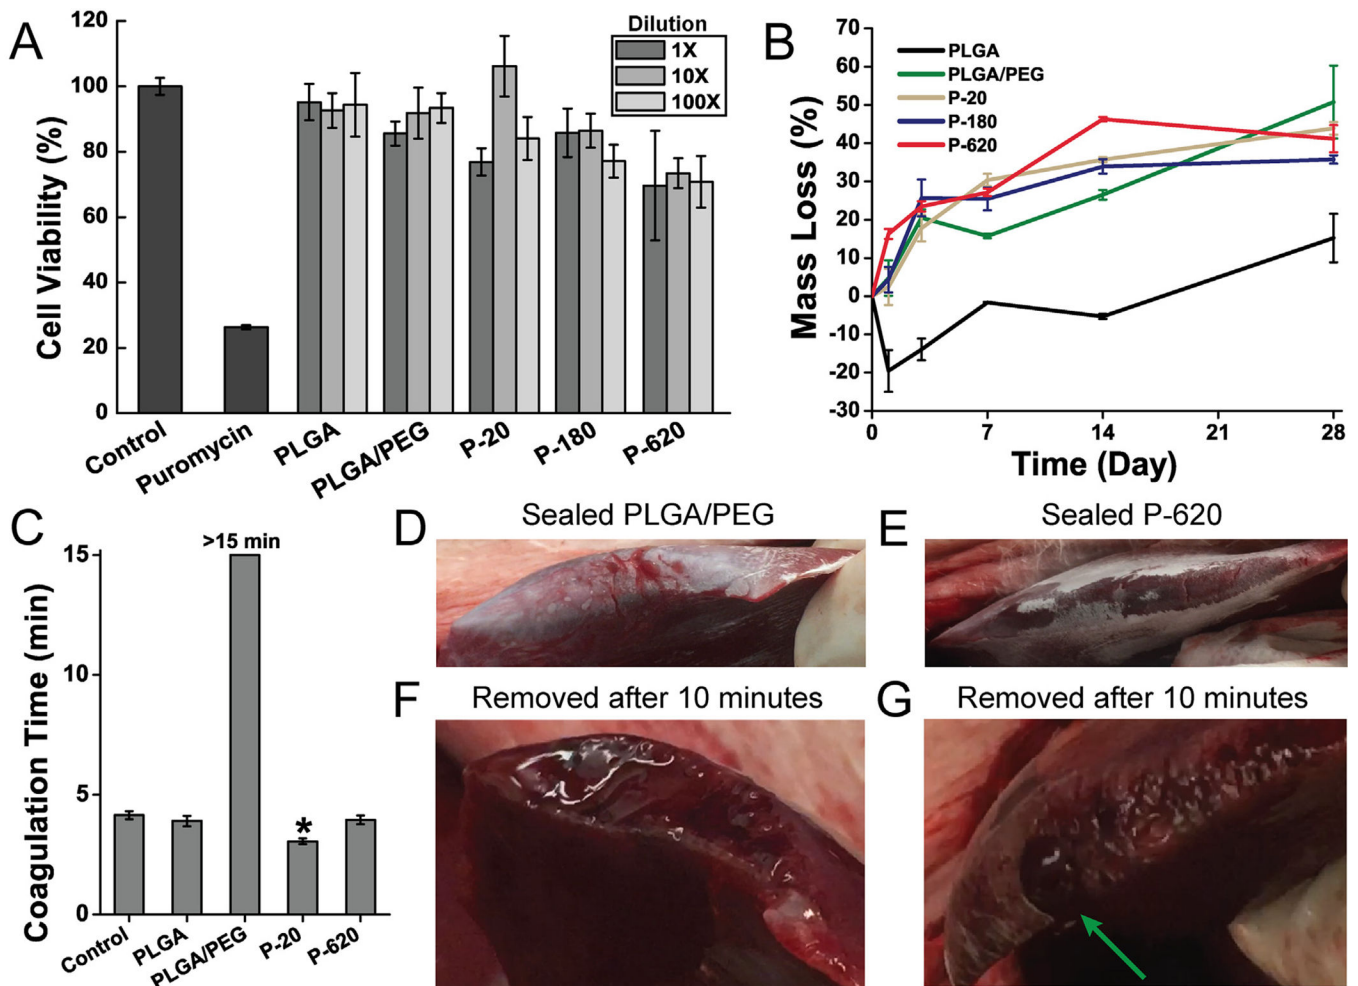 A
Cell Viability (%)
120
100
80
60
40
20
0
Dilution
1X
10X
100X
Control
Puromycin
PLGA
PLGA/PEG
P-20
P-180
P-620
B
Mass Loss (%)
70
60
50
40
30
20
10
0
-10
-20
-30
PLGA
PLGA/PEG
P-20
P-180
P-620
0 7 14 21 28
Time (Day)
C
Coagulation Time (min)
15
10
5
0
>15 min
*
Control
PLGA
PLGA/PEG
P-20
P-620
D
Sealed PLGA/PEG
E
Sealed P-620
F
Removed after 10 minutes
G
Removed after 10 minutes